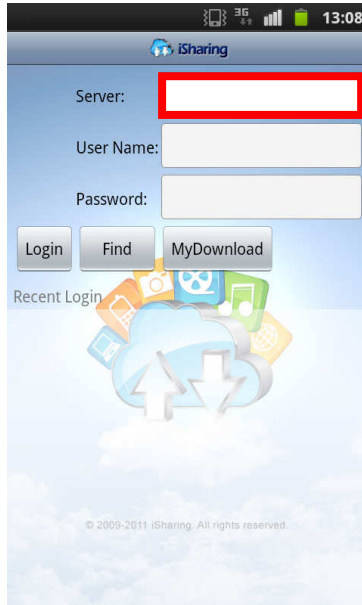 13:08
iSharing
Server:
User Name:
Password:
Login Find MyDownload
Recent Login
© 2009-2011 iSharing. All rights reserved.